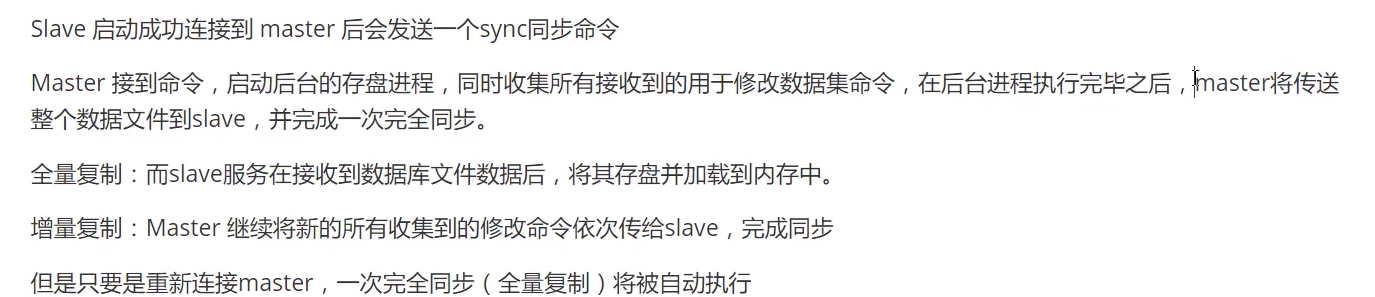 Slave 启动成功连接到 master 后会发送一个sync同步命令
Master 接到命令，启动后台的存盘进程，同时收集所有接收到的用于修改数据集命令，在后台进程执行完毕之后，master将传送
整个数据文件到slave，并完成一次完全同步。
全量复制：而slave服务在接收到数据库文件数据后，将其存盘并加载到内存中。
增量复制：Master 继续将新的所有收集到的修改命令依次传给slave，完成同步
但是只要是重新连接master，一次完全同步（全量复制）将被自动执行